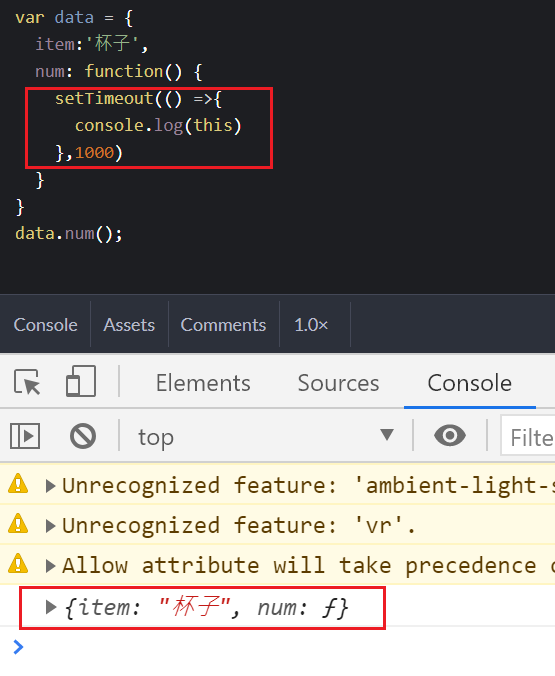 var data = {
item:'杯子',
num: function() {
setTimeout(() =>{
console.log(this)
},1000)
}
}
data.num();
Console Assets Comments 1.0×
Elements Sources Console
top Filte
Unrecognized feature: 'ambient-light-s
Unrecognized feature: 'vr'.
Allow attribute will take precedence o
{item: "杯子", num: ƒ}